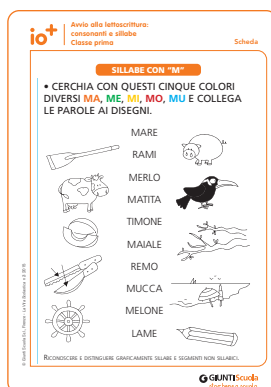 io+
Avvio alla lettoscrittura:
consonanti e sillabe
Classe prima
Scheda
SILLABE CON "M"
• CERCHIA CON QUESTI CINQUE COLORI
DIVERSI MA, ME, MI, MO, MU E COLLEGA
LE PAROLE AI DISEGNI.
MARE
RAMI
MERLO
MATITA
TIMONE
MAIALE
REMO
MUCCA
MELONE
LAME
RICONOSCERE E DISTINGUERE GRAFICAMENTE SILLABE E SEGMENTI NON SILLABICI.
GIUNTI Scuola